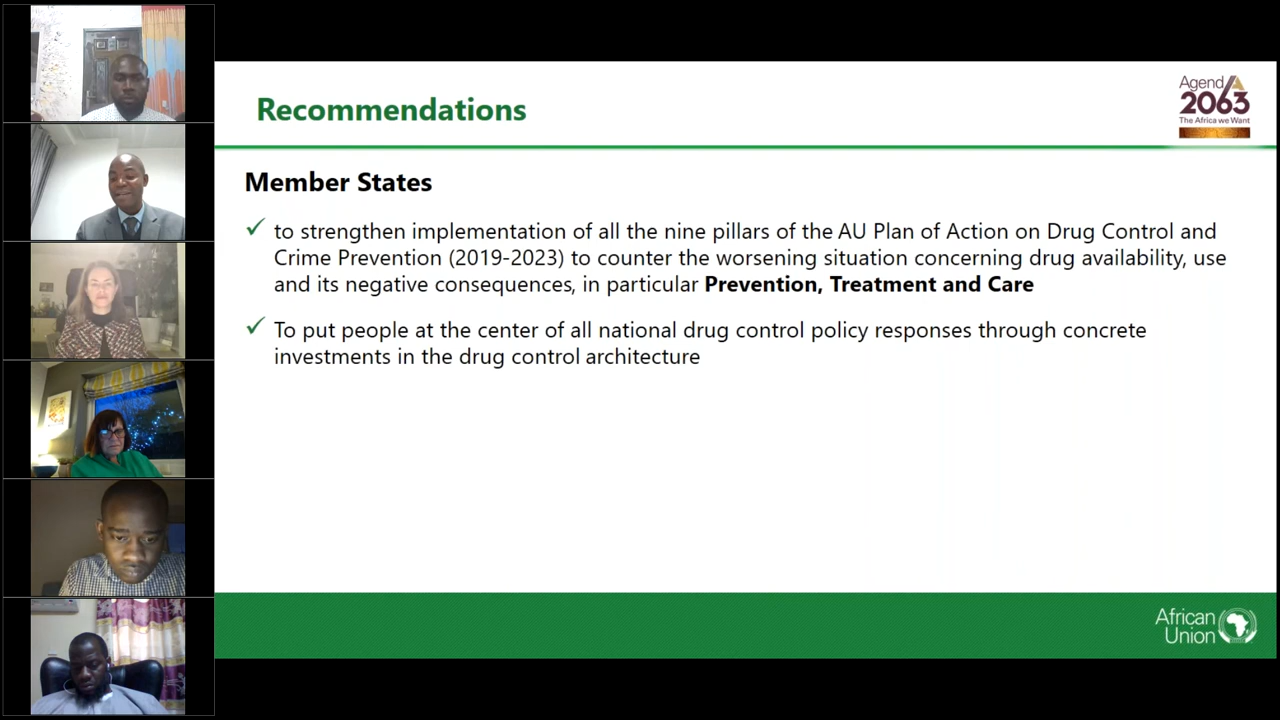 Recommendations
Agenda
2063
The Africa we Want
Member States
to strengthen implementation of all the nine pillars of the AU Plan of Action on Drug Control and
Crime Prevention (2019-2023) to counter the worsening situation concerning drug availability, use
and its negative consequences, in particular Prevention, Treatment and Care
To put people at the center of all national drug control policy responses through concrete
investments in the drug control architecture
African
Union